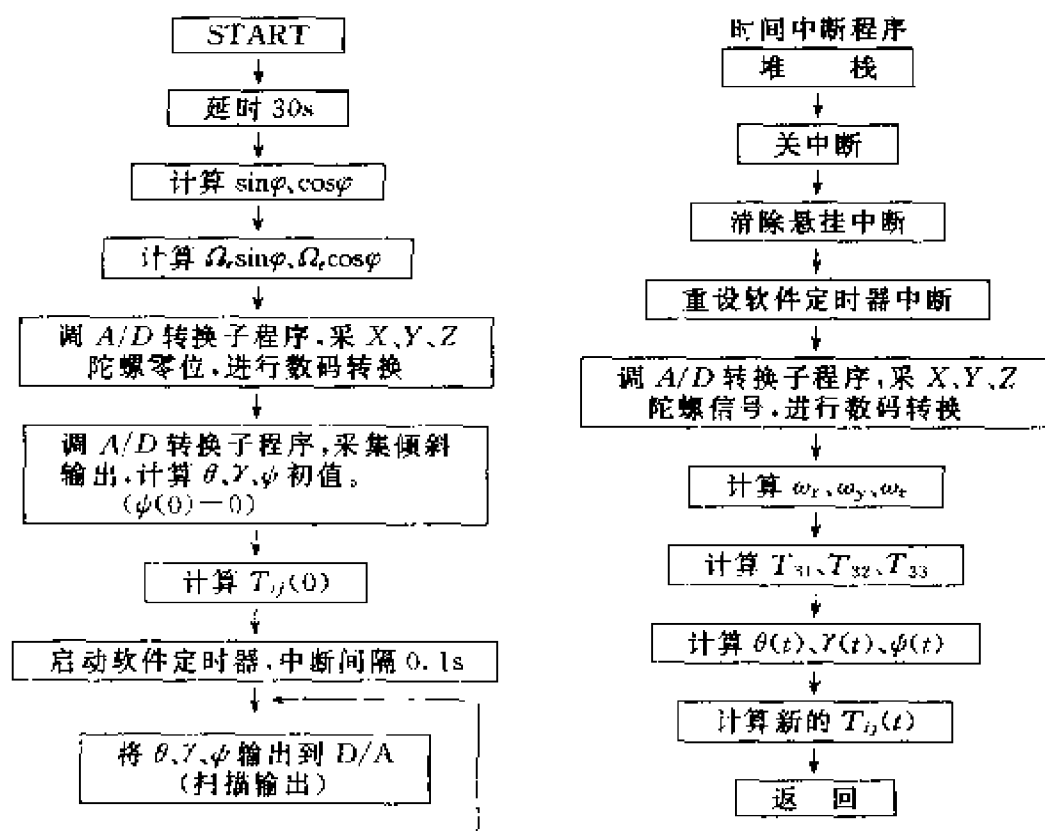 START
延时 30s
计算 sinφ、cosφ
计算 Ωₑsinφ、Ωₑcosφ
调 A/D 转换子程序,采 X、Y、Z
陀螺零位,进行数码转换
调 A/D 转换子程序,采集倾斜
输出,计算 θ、γ、ψ 初值。
(ψ(0)=0)
计算 Tᵢⱼ(0)
启动软件定时器,中断间隔 0.1s
将 θ、γ、ψ 输出到 D/A
(扫描输出)
时间中断程序
堆 栈
关中断
清除悬挂中断
重设软件定时器中断
调 A/D 转换子程序,采 X、Y、Z
陀螺信号,进行数码转换
计算 ωₓ、ω_y、ω_z
计算 T₃₁、T₃₂、T₃₃
计算 θ(t)、γ(t)、ψ(t)
计算新的 Tᵢⱼ(t)
返 回